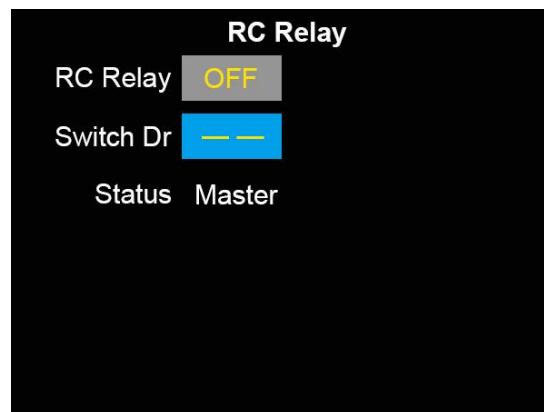 RC Relay
RC Relay OFF
Switch Dr — —
Status Master